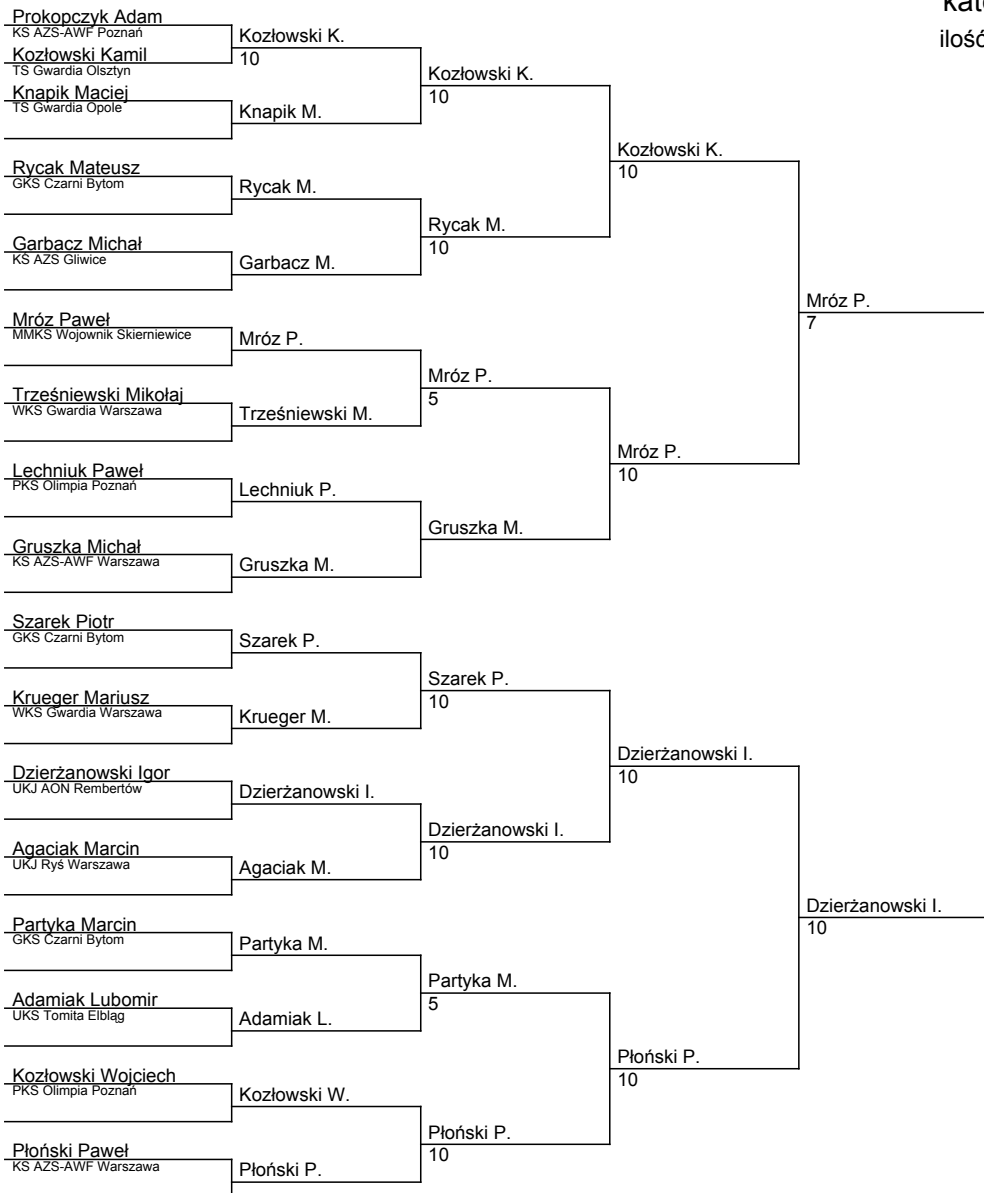 Prokopczyk Adam
KS AZS-AWF Poznań
Kozłowski Kamil
TS Gwardia Olsztyn
Knapik Maciej
TS Gwardia Opole
Rycak Mateusz
GKS Czarni Bytom
Garbacz Michał
KS AZS Gliwice
Mróz Paweł
MMKS Wojownik Skierniewice
Trześniewski Mikołaj
WKS Gwardia Warszawa
Lechniuk Paweł
PKS Olimpia Poznań
Gruszka Michał
KS AZS-AWF Warszawa
Szarek Piotr
GKS Czarni Bytom
Krueger Mariusz
WKS Gwardia Warszawa
Dzierżanowski Igor
UKJ AON Rembertów
Agaciak Marcin
UKJ Ryś Warszawa
Partyka Marcin
GKS Czarni Bytom
Adamiak Lubomir
UKS Tomita Elbląg
Kozłowski Wojciech
PKS Olimpia Poznań
Płoński Paweł
KS AZS-AWF Warszawa
Kozłowski K.
10
Knapik M.
Rycak M.
Garbacz M.
Mróz P.
Trześniewski M.
Lechniuk P.
Gruszka M.
Szarek P.
Krueger M.
Dzierżanowski I.
Agaciak M.
Partyka M.
Adamiak L.
Kozłowski W.
Płoński P.
Kozłowski K.
10
Rycak M.
10
Mróz P.
5
Gruszka M.
Szarek P.
10
Dzierżanowski I.
10
Partyka M.
5
Płoński P.
10
Kozłowski K.
10
Mróz P.
10
Dzierżanowski I.
10
Płoński P.
10
Mróz P.
7
Dzierżanowski I.
10
ilość